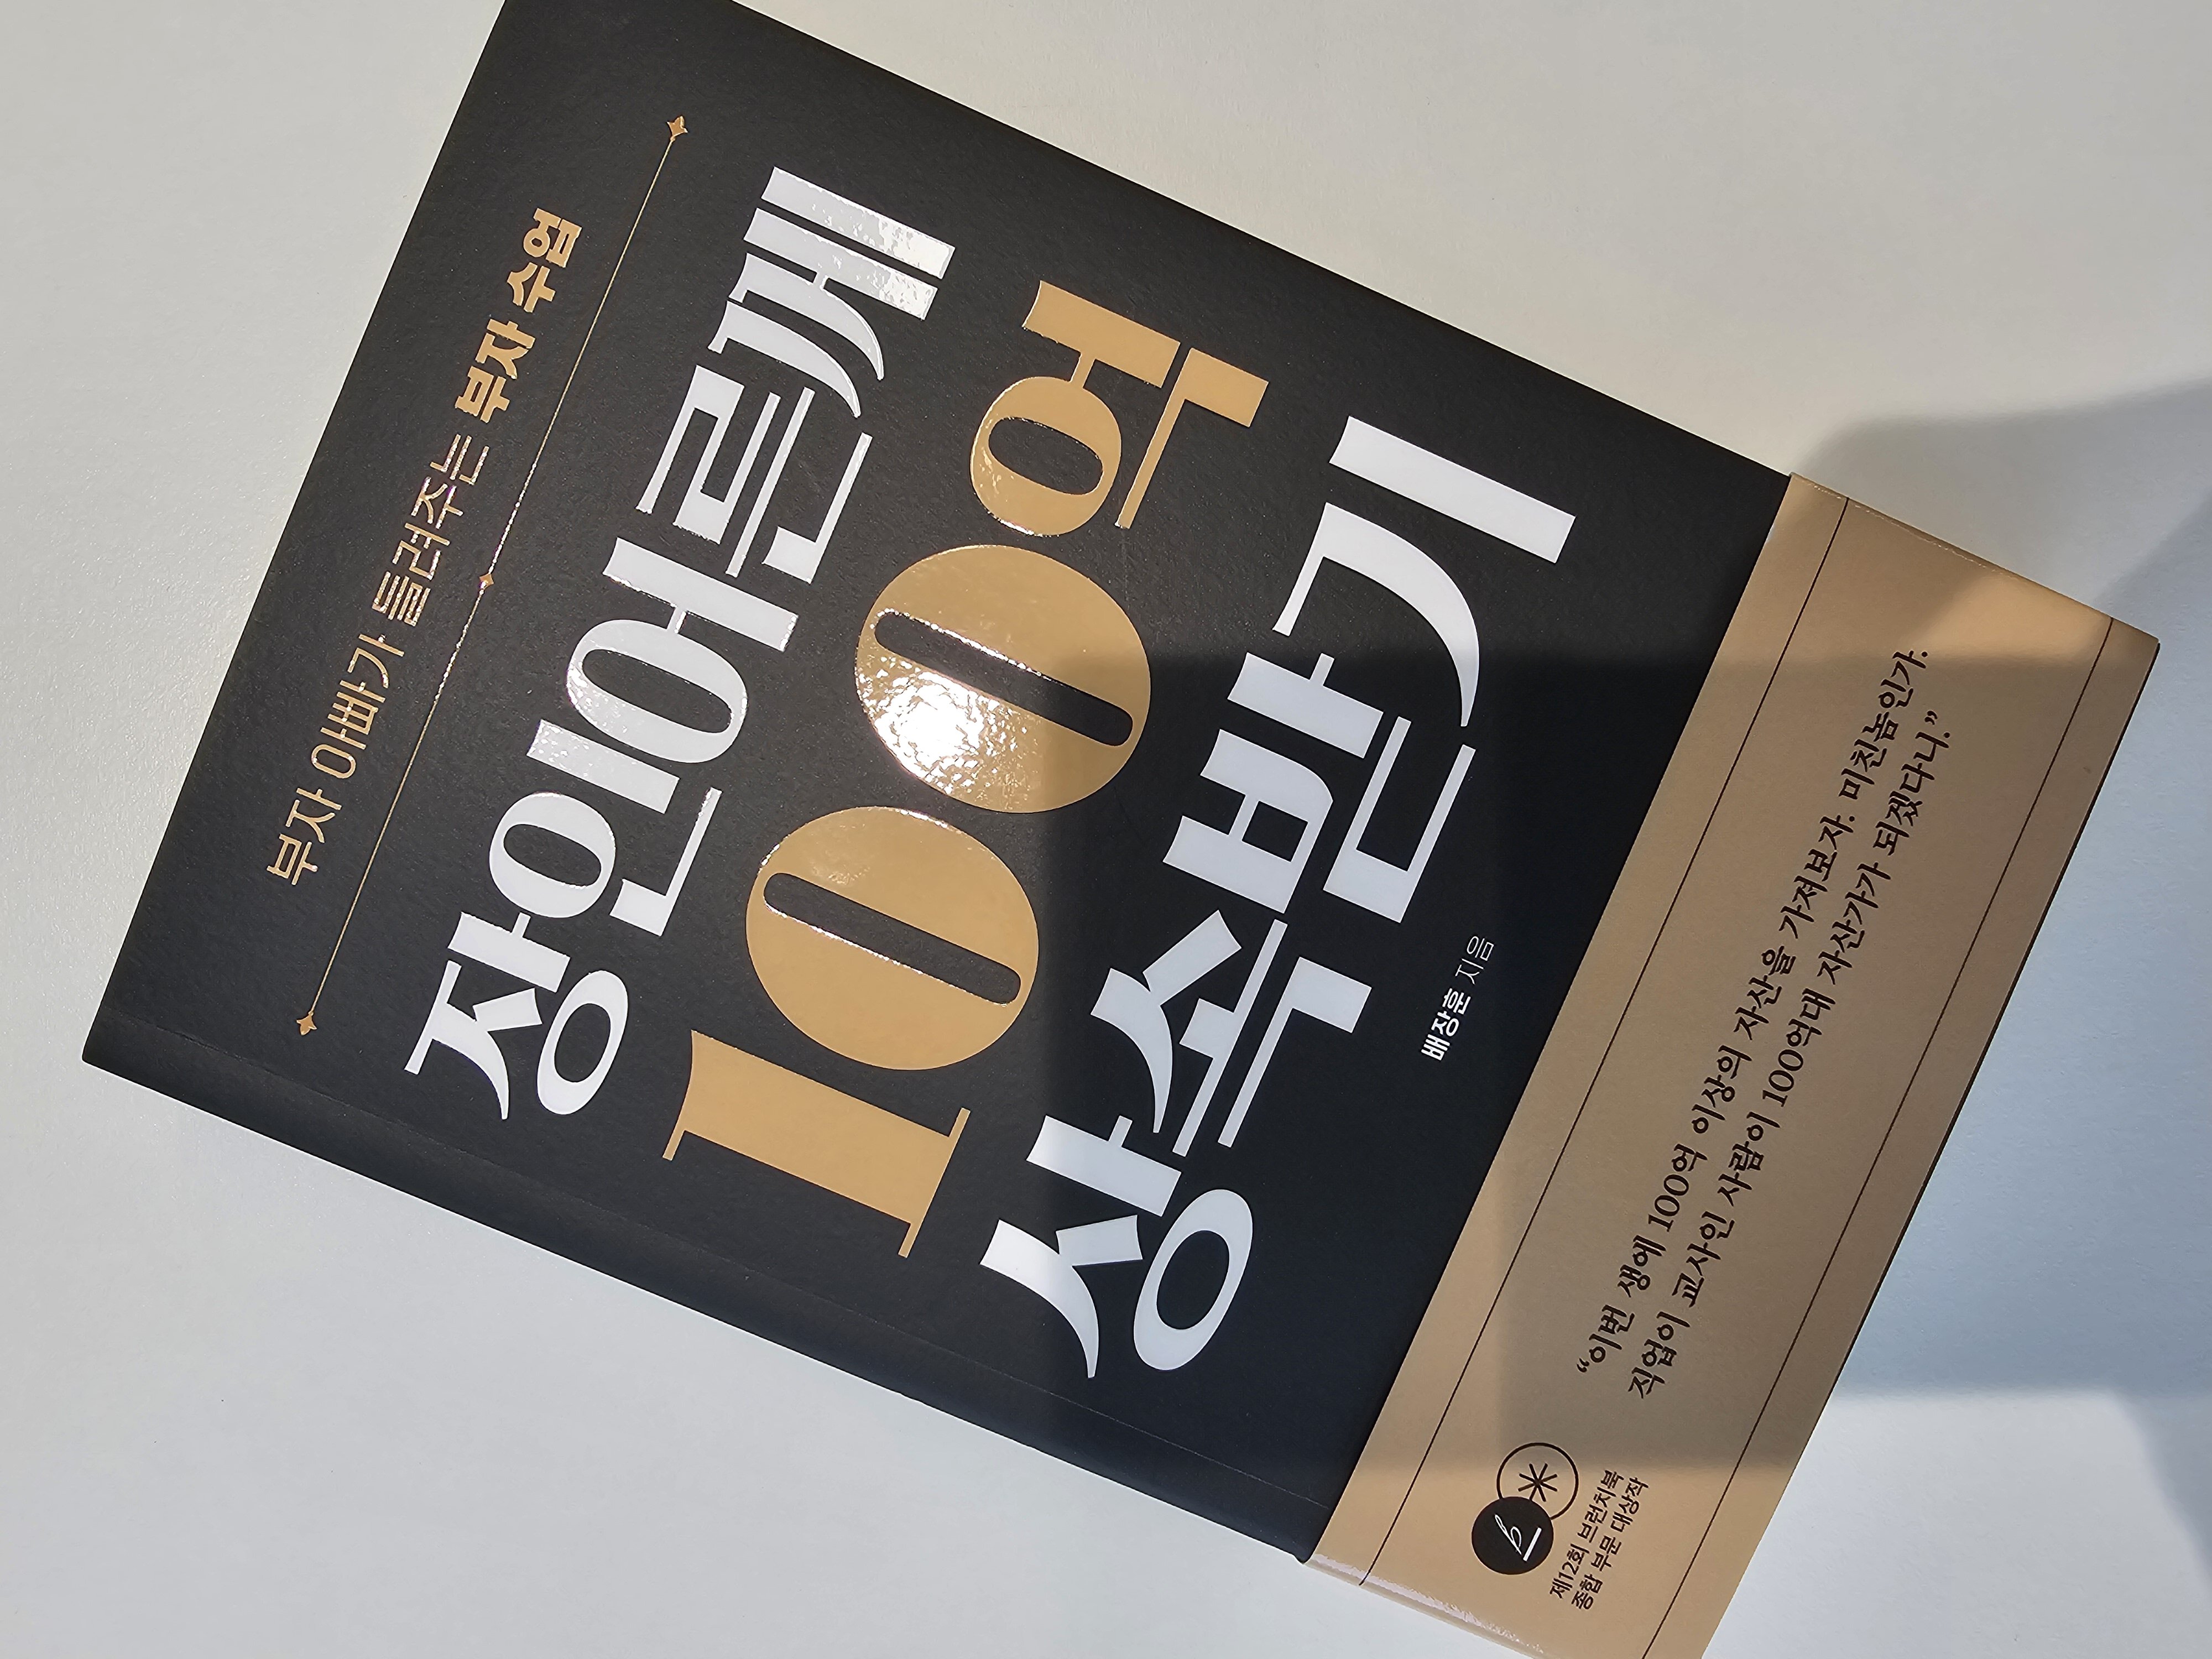 부자 아빠가 들려주는 부자 수업
장인어른께
100억
상속받기
배장훈 지음
“이번 생에 100억 이상의 자산을 가져보자. 미친놈인가.
직업이 교사인 사람이 100억대 자산가가 되겠다니.”
제12회 브런치북
종합 부문 대상작